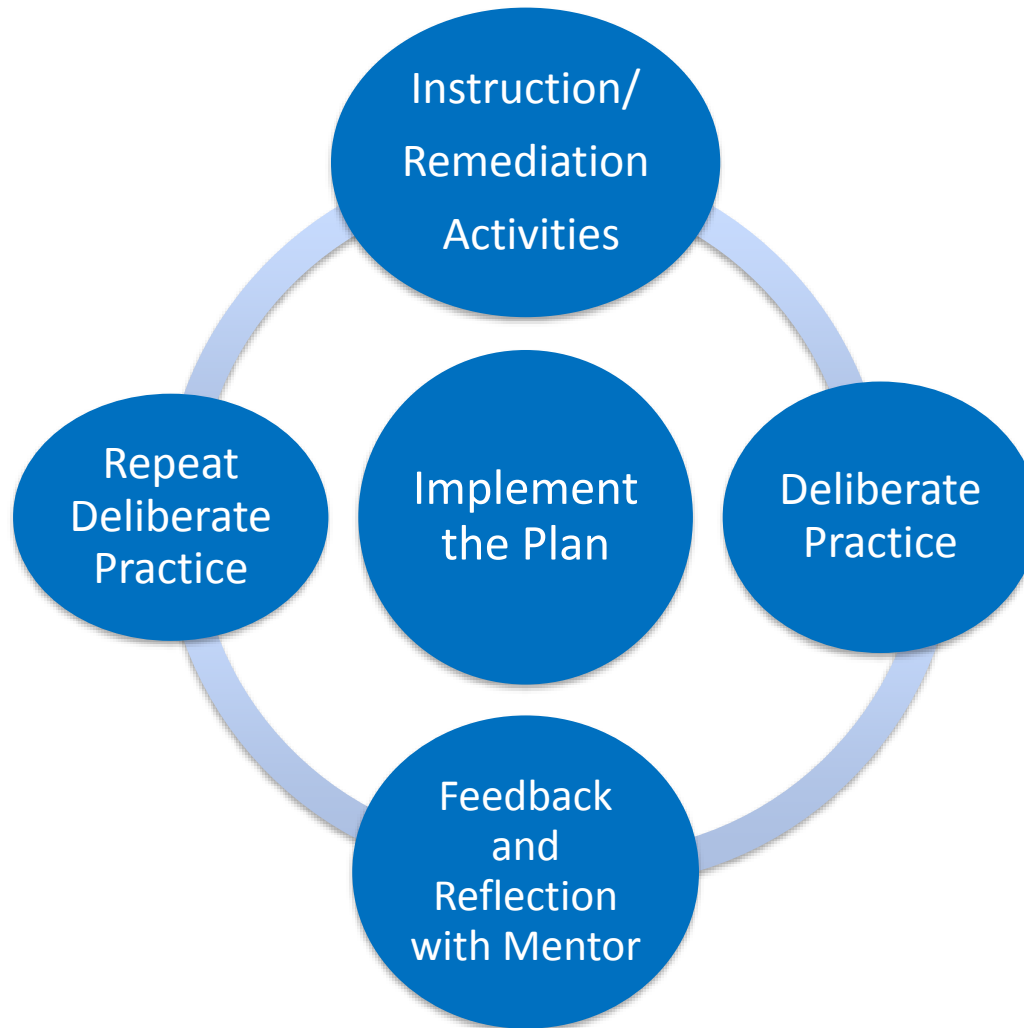 Instruction/
Remediation
Activities
Repeat
Deliberate
Practice
Implement
the Plan
Deliberate
Practice
Feedback
and
Reflection
with Mentor